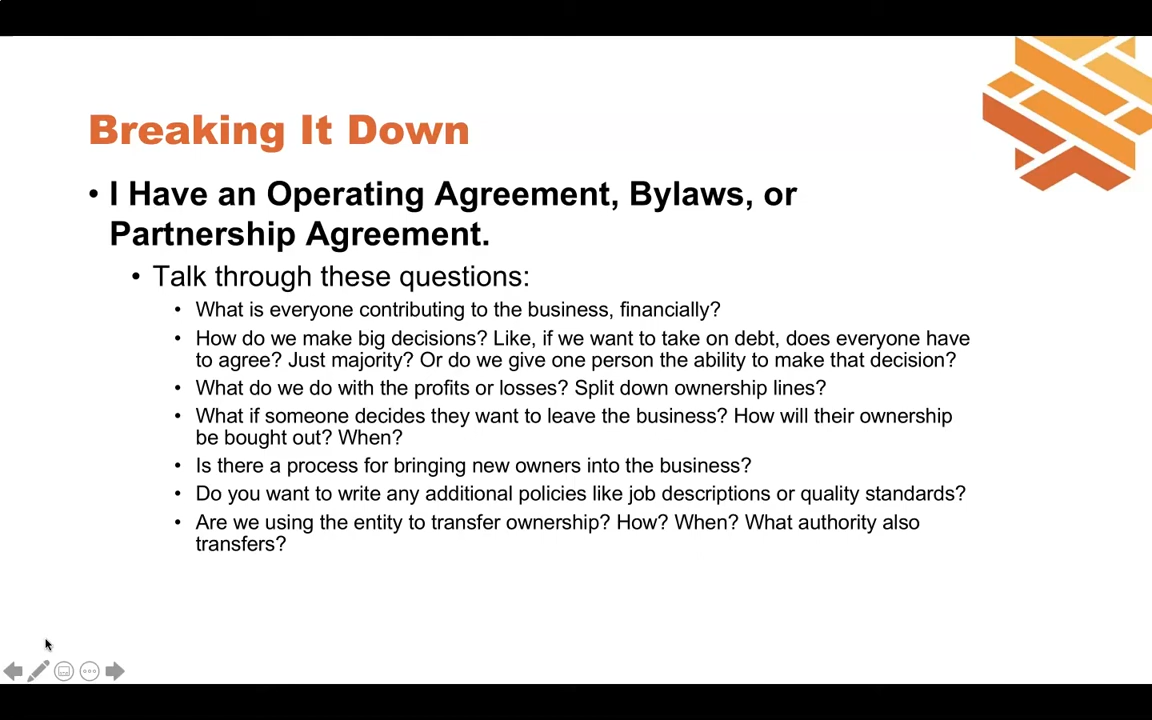 Breaking It Down
• I Have an Operating Agreement, Bylaws, or
Partnership Agreement.
• Talk through these questions:
• What is everyone contributing to the business, financially?
• How do we make big decisions? Like, if we want to take on debt, does everyone have
to agree? Just majority? Or do we give one person the ability to make that decision?
• What do we do with the profits or losses? Split down ownership lines?
• What if someone decides they want to leave the business? How will their ownership
be bought out? When?
• Is there a process for bringing new owners into the business?
• Do you want to write any additional policies like job descriptions or quality standards?
• Are we using the entity to transfer ownership? How? When? What authority also
transfers?